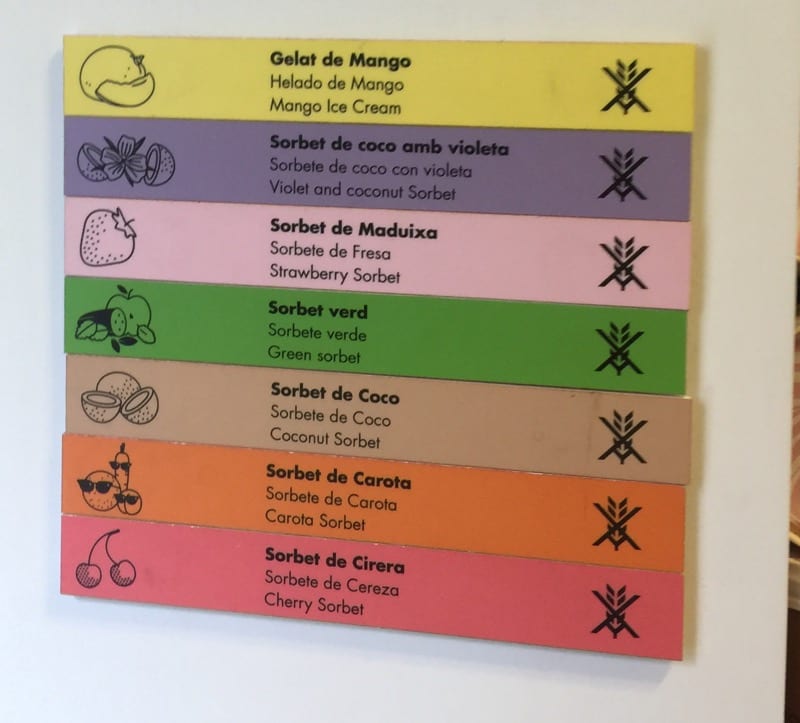 Gelat de Mango
Helado de Mango
Mango Ice Cream
Sorbet de coco amb violeta
Sorbete de coco con violeta
Violet and coconut Sorbet
Sorbet de Maduixa
Sorbete de Fresa
Strawberry Sorbet
Sorbet verd
Sorbete verde
Green sorbet
Sorbet de Coco
Sorbete de Coco
Coconut Sorbet
Sorbet de Carota
Sorbete de Carota
Carota Sorbet
Sorbet de Cirera
Sorbete de Cereza
Cherry Sorbet